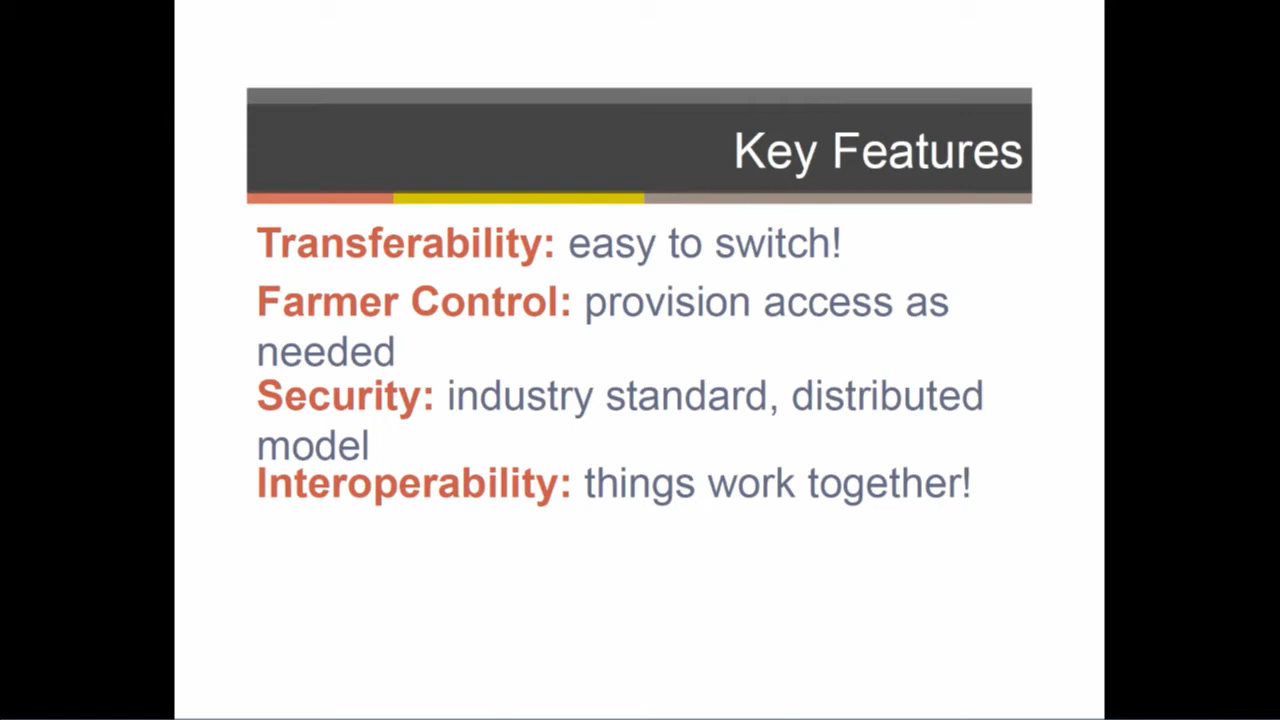 Key Features
Transferability: easy to switch!
Farmer Control: provision access as
needed
Security: industry standard, distributed
model
Interoperability: things work together!